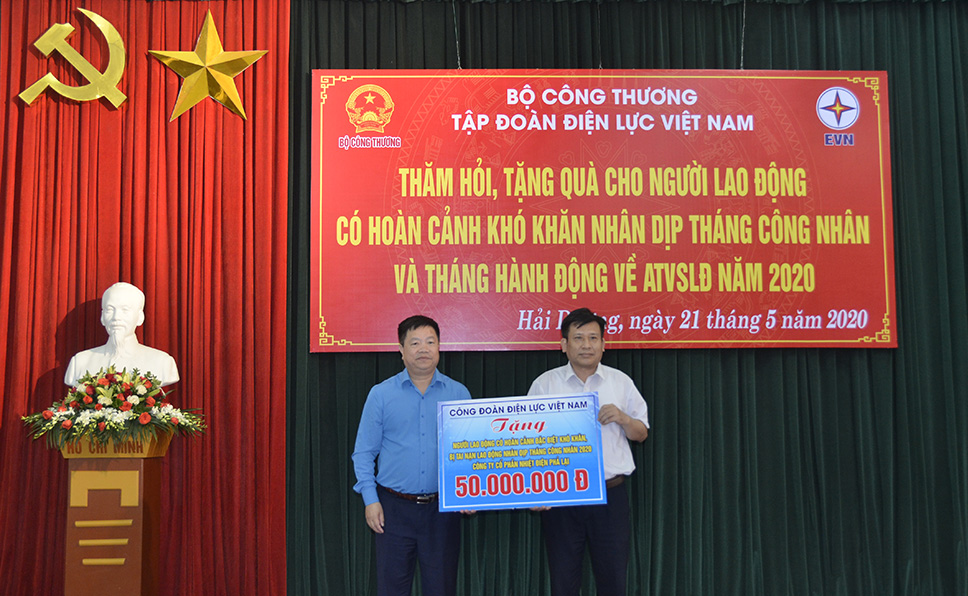 BỘ CÔNG THƯƠNG
TẬP ĐOÀN ĐIỆN LỰC VIỆT NAM
BỘ CÔNG THƯƠNG
EVN
THĂM HỎI, TẶNG QUÀ CHO NGƯỜI LAO ĐỘNG
CÓ HOÀN CẢNH KHÓ KHĂN NHÂN DỊP THÁNG CÔNG NHÂN
VÀ THÁNG HÀNH ĐỘNG VỀ ATVSLĐ NĂM 2020
Hải ngày 21 tháng 5 năm 2020
CÔNG ĐOÀN ĐIỆN LỰC VIỆT NAM
Tặng
NGƯỜI LAO ĐỘNG CÓ HOÀN CẢNH ĐẶC BIỆT KHÓ KHĂN,
BỊ TAI NẠN LAO ĐỘNG NHÂN DỊP THÁNG CÔNG NHÂN 2020
CÔNG TY CỔ PHẦN NHIỆT ĐIỆN PHẢ LẠI
50.000.000 Đ
HỒ CHÍ MINH